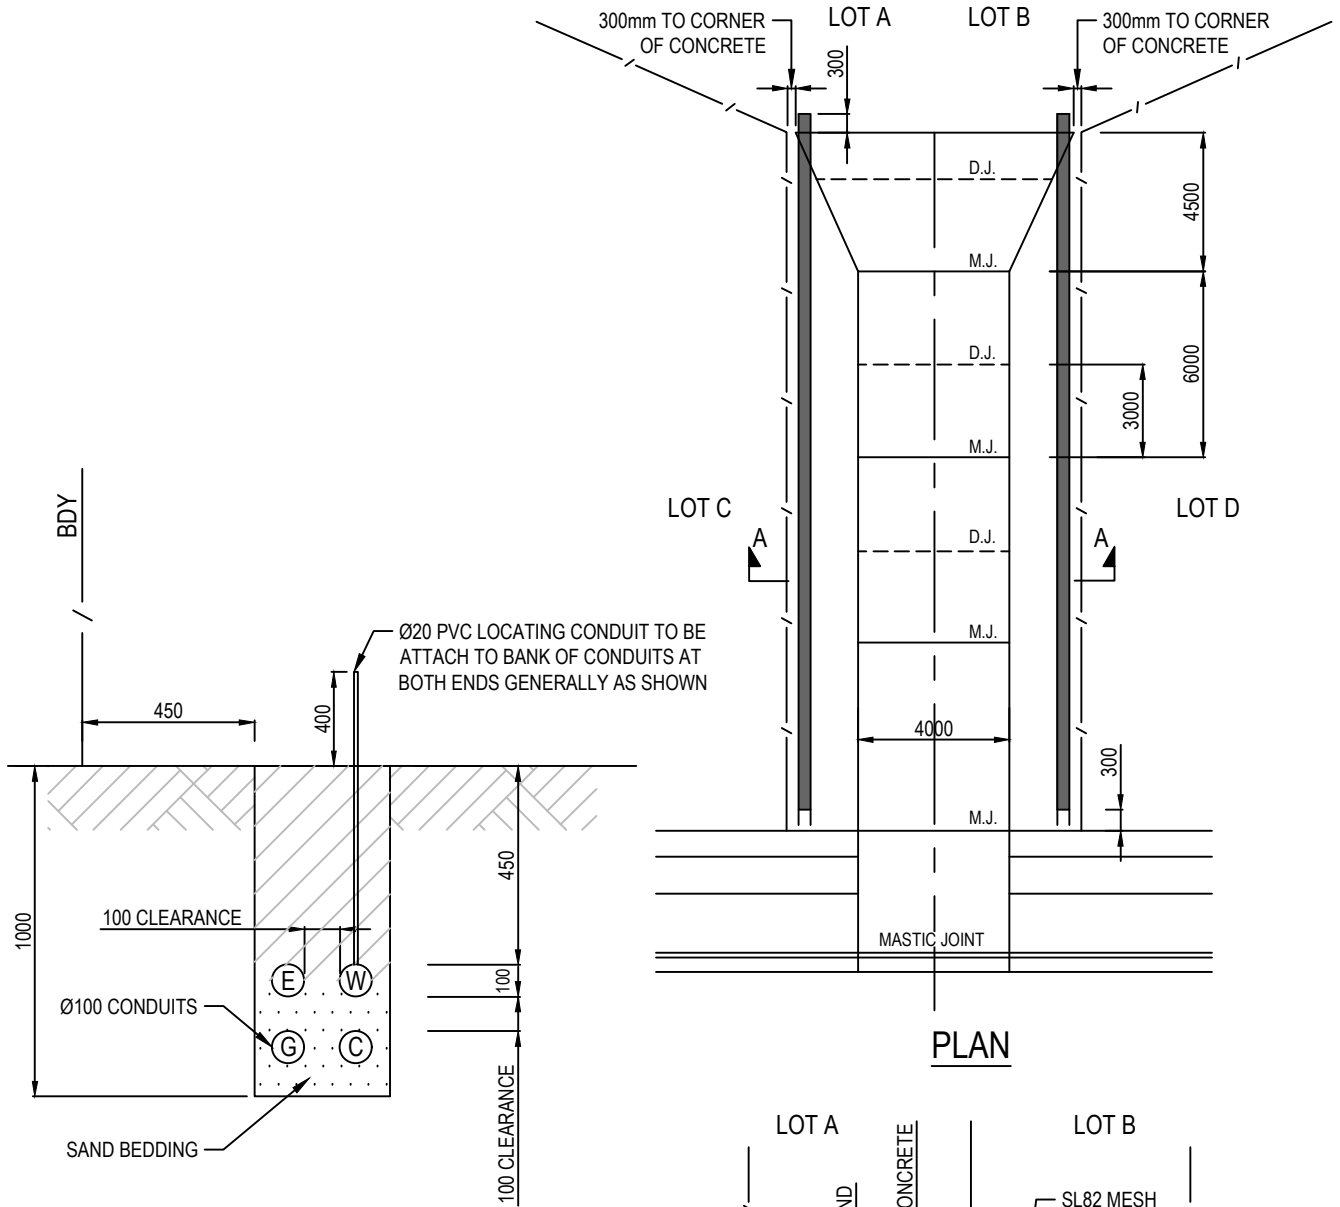 300mm TO CORNER
OF CONCRETE
LOT A
LOT B
300mm TO CORNER
OF CONCRETE
300
D.J.
4500
M.J.
D.J.
6000
3000
M.J.
LOT C
LOT D
A
A
D.J.
M.J.
4000
300
M.J.
MASTIC JOINT
PLAN
BDY
Ø20 PVC LOCATING CONDUIT TO BE
ATTACH TO BANK OF CONDUITS AT
BOTH ENDS GENERALLY AS SHOWN
450
400
450
1000
100 CLEARANCE
E
W
100
Ø100 CONDUITS
G
C
100 CLEARANCE
SAND BEDDING
LOT A
LOT B
ND
ONCRETE
SL82 MESH